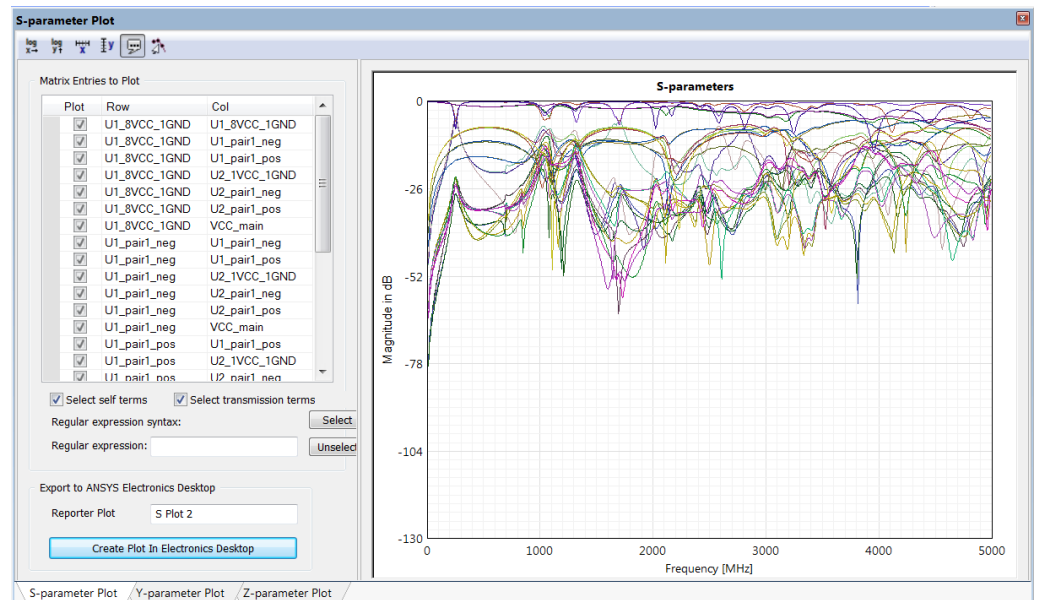 S-parameter Plot
log x→
log y↑
x
y
Matrix Entries to Plot
Plot Row Col
U1_8VCC_1GND U1_8VCC_1GND
U1_8VCC_1GND U1_pair1_neg
U1_8VCC_1GND U1_pair1_pos
U1_8VCC_1GND U2_1VCC_1GND
U1_8VCC_1GND U2_pair1_neg
U1_8VCC_1GND U2_pair1_pos
U1_8VCC_1GND VCC_main
U1_pair1_neg U1_pair1_neg
U1_pair1_neg U1_pair1_pos
U1_pair1_neg U2_1VCC_1GND
U1_pair1_neg U2_pair1_neg
U1_pair1_neg U2_pair1_pos
U1_pair1_neg VCC_main
U1_pair1_pos U1_pair1_pos
U1_pair1_pos U2_1VCC_1GND
U1_pair1_pos U2_pair1_neg
Select self terms Select transmission terms
Regular expression syntax: Select
Regular expression: Unselect
Export to ANSYS Electronics Desktop
Reporter Plot S Plot 2
Create Plot In Electronics Desktop
S-parameters
0
-26
-52
-78
-104
-130
Magnitude in dB
0 1000 2000 3000 4000 5000
Frequency [MHz]
S-parameter Plot Y-parameter Plot Z-parameter Plot